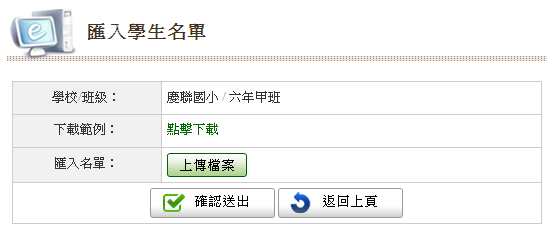 匯入學生名單
學校/班級： 慶聯國小 / 六年甲班
下載範例： 點擊下載
匯入名單： 上傳檔案
確認送出 返回上頁